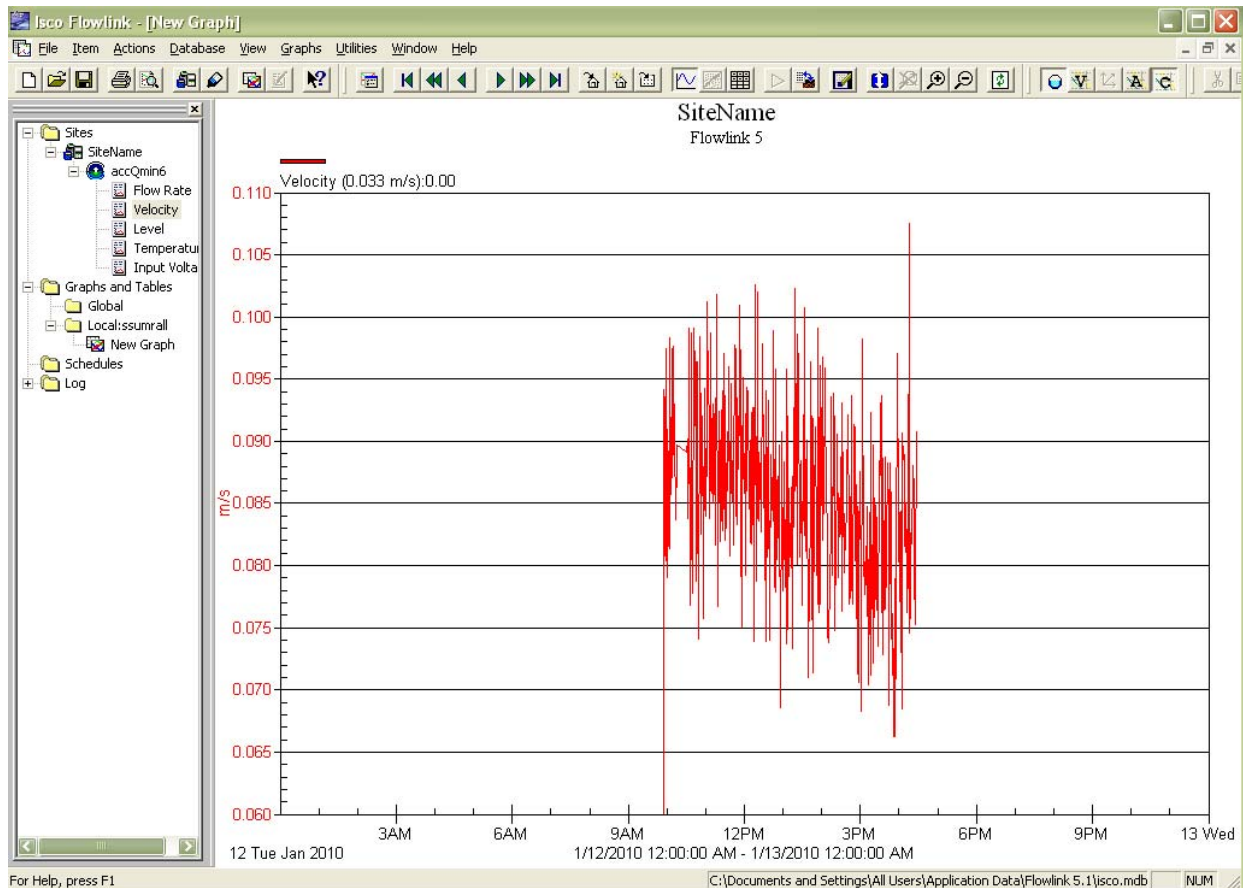 Isco Flowlink - [New Graph]
File Item Actions Database View Graphs Utilities Window Help
V A C
Sites
SiteName
accQmin6
Flow Rate
Velocity
Level
Temperatu
Input Volta
Graphs and Tables
Global
Local:ssumrall
New Graph
Schedules
Log
SiteName
Flowlink 5
Velocity (0.033 m/s):0.00
0.110
0.105
0.100
0.095
0.090
0.085
0.080
0.075
0.070
0.065
0.060
m/s
3AM 6AM 9AM 12PM 3PM 6PM 9PM 13 Wed
12 Tue Jan 2010 1/12/2010 12:00:00 AM - 1/13/2010 12:00:00 AM
For Help, press F1 C:\Documents and Settings\All Users\Application Data\Flowlink 5.1\isco.mdb NUM